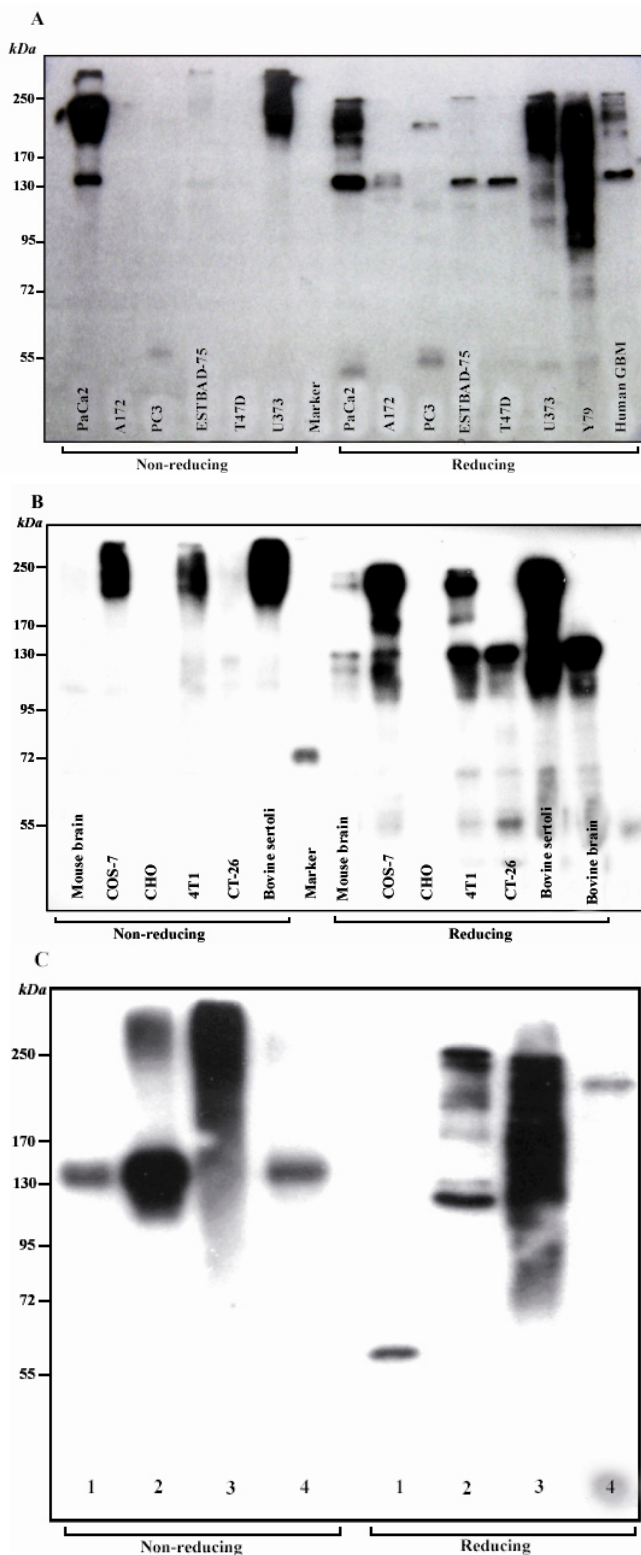 A
kDa
250
170
130
95
72
55
PaCa2 A172 PC3 ESTBAD-75 T47D U373 Marker PaCa2 A172 PC3 ESTBAD-75 T47D U373 Y79 Human GBM
Non-reducing Reducing
B
kDa
250
170
130
95
72
55
Mouse brain COS-7 CHO 4T1 CT-26 Bovine sertoli Marker Mouse brain COS-7 CHO 4T1 CT-26 Bovine sertoli Bovine brain
Non-reducing Reducing
C
kDa
250
170
130
95
72
55
1 2 3 4 1 2 3 4
Non-reducing Reducing